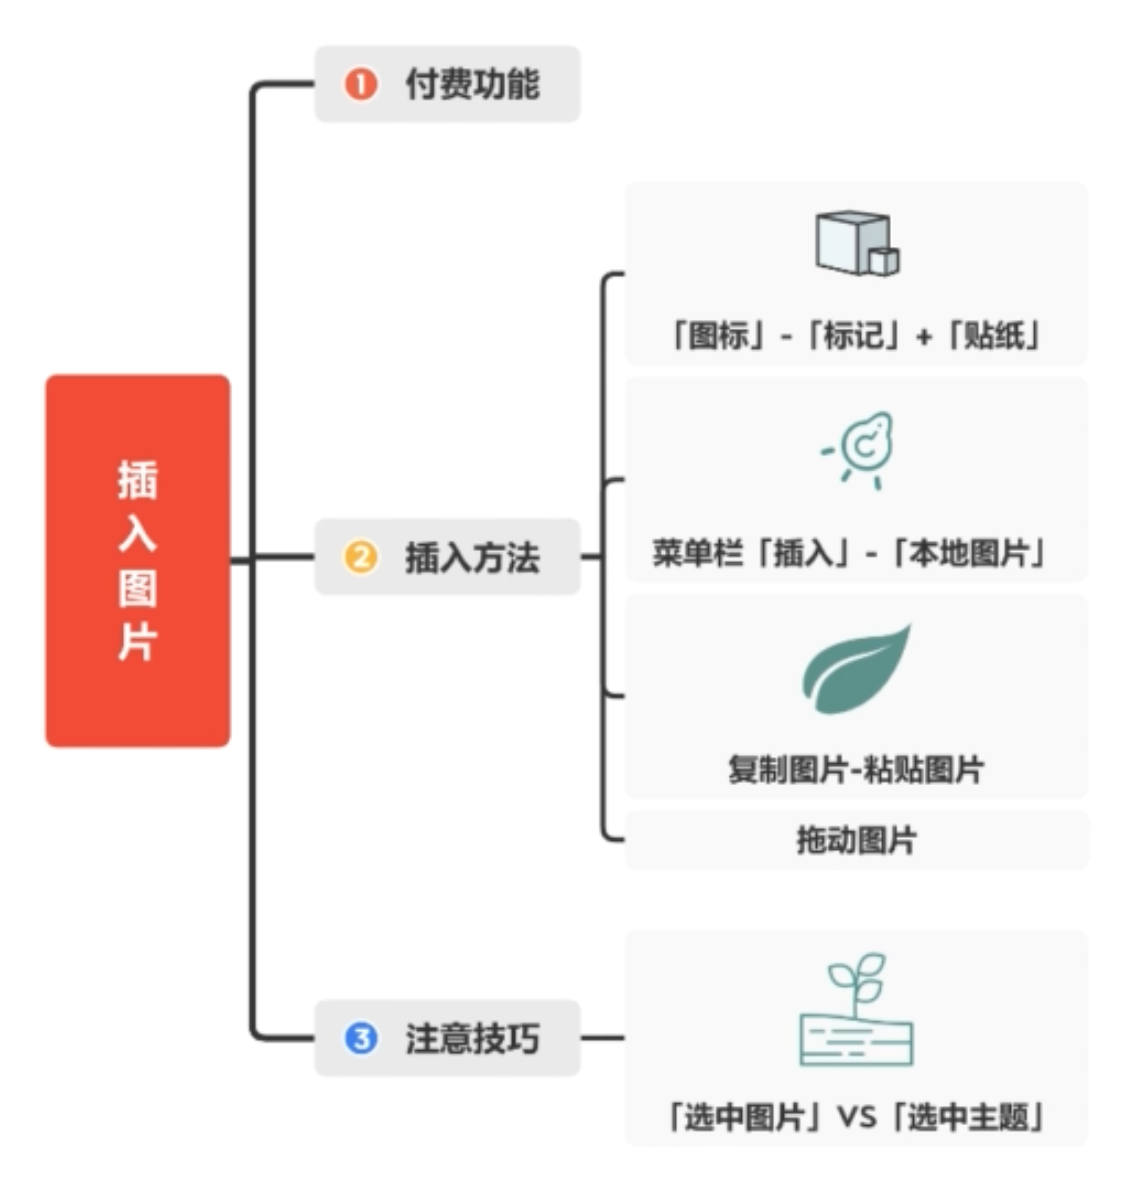 插入图片
1 付费功能
2 插入方法
「图标」-「标记」+「贴纸」
菜单栏「插入」-「本地图片」
复制图片-粘贴图片
拖动图片
3 注意技巧
「选中图片」VS「选中主题」